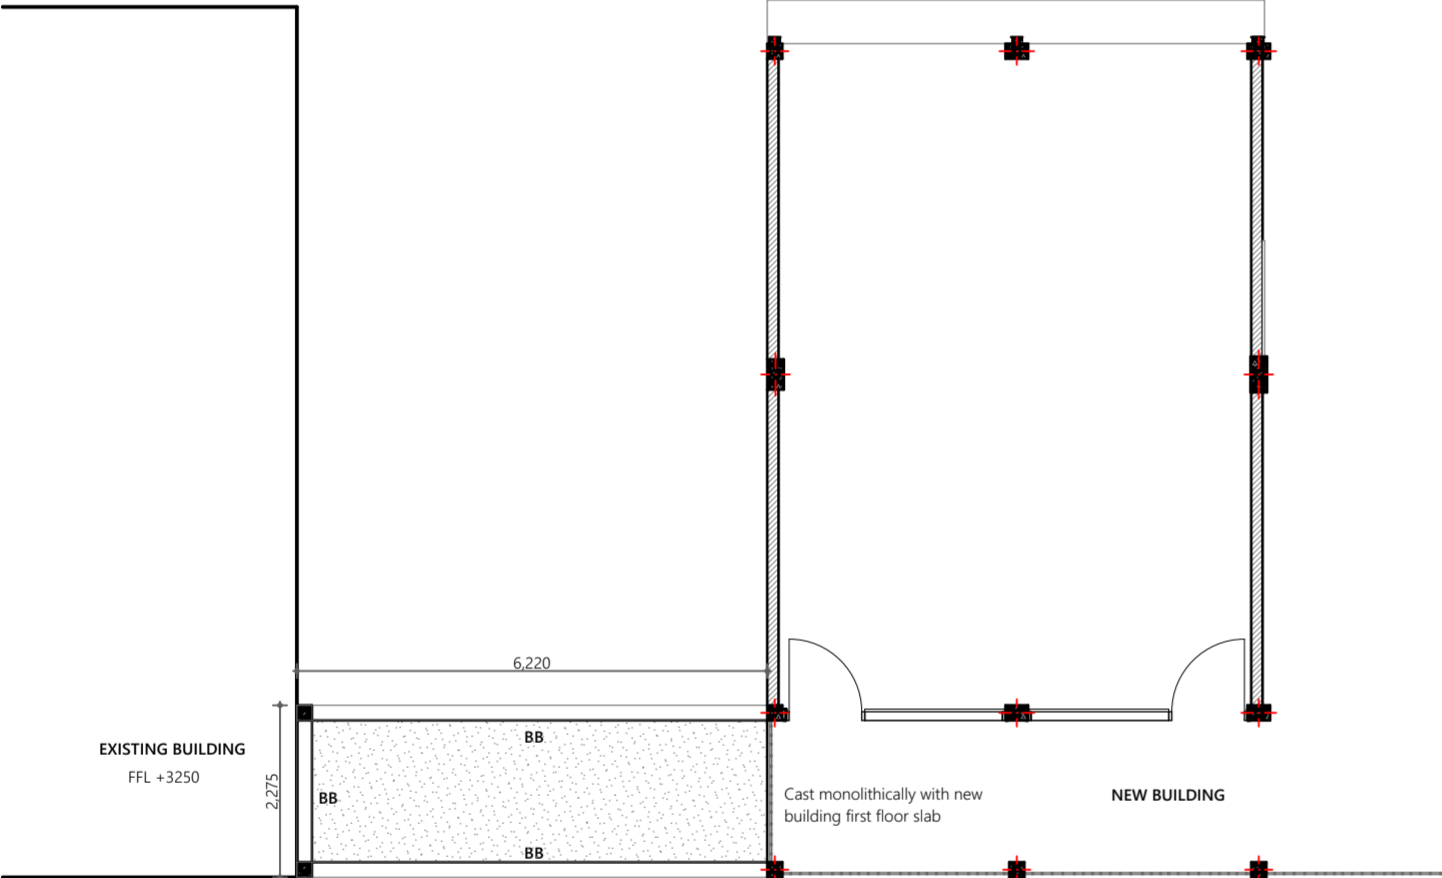 6,220
BB
EXISTING BUILDING
FFL +3250
2,275
BB
Cast monolithically with new
building first floor slab
NEW BUILDING
BB